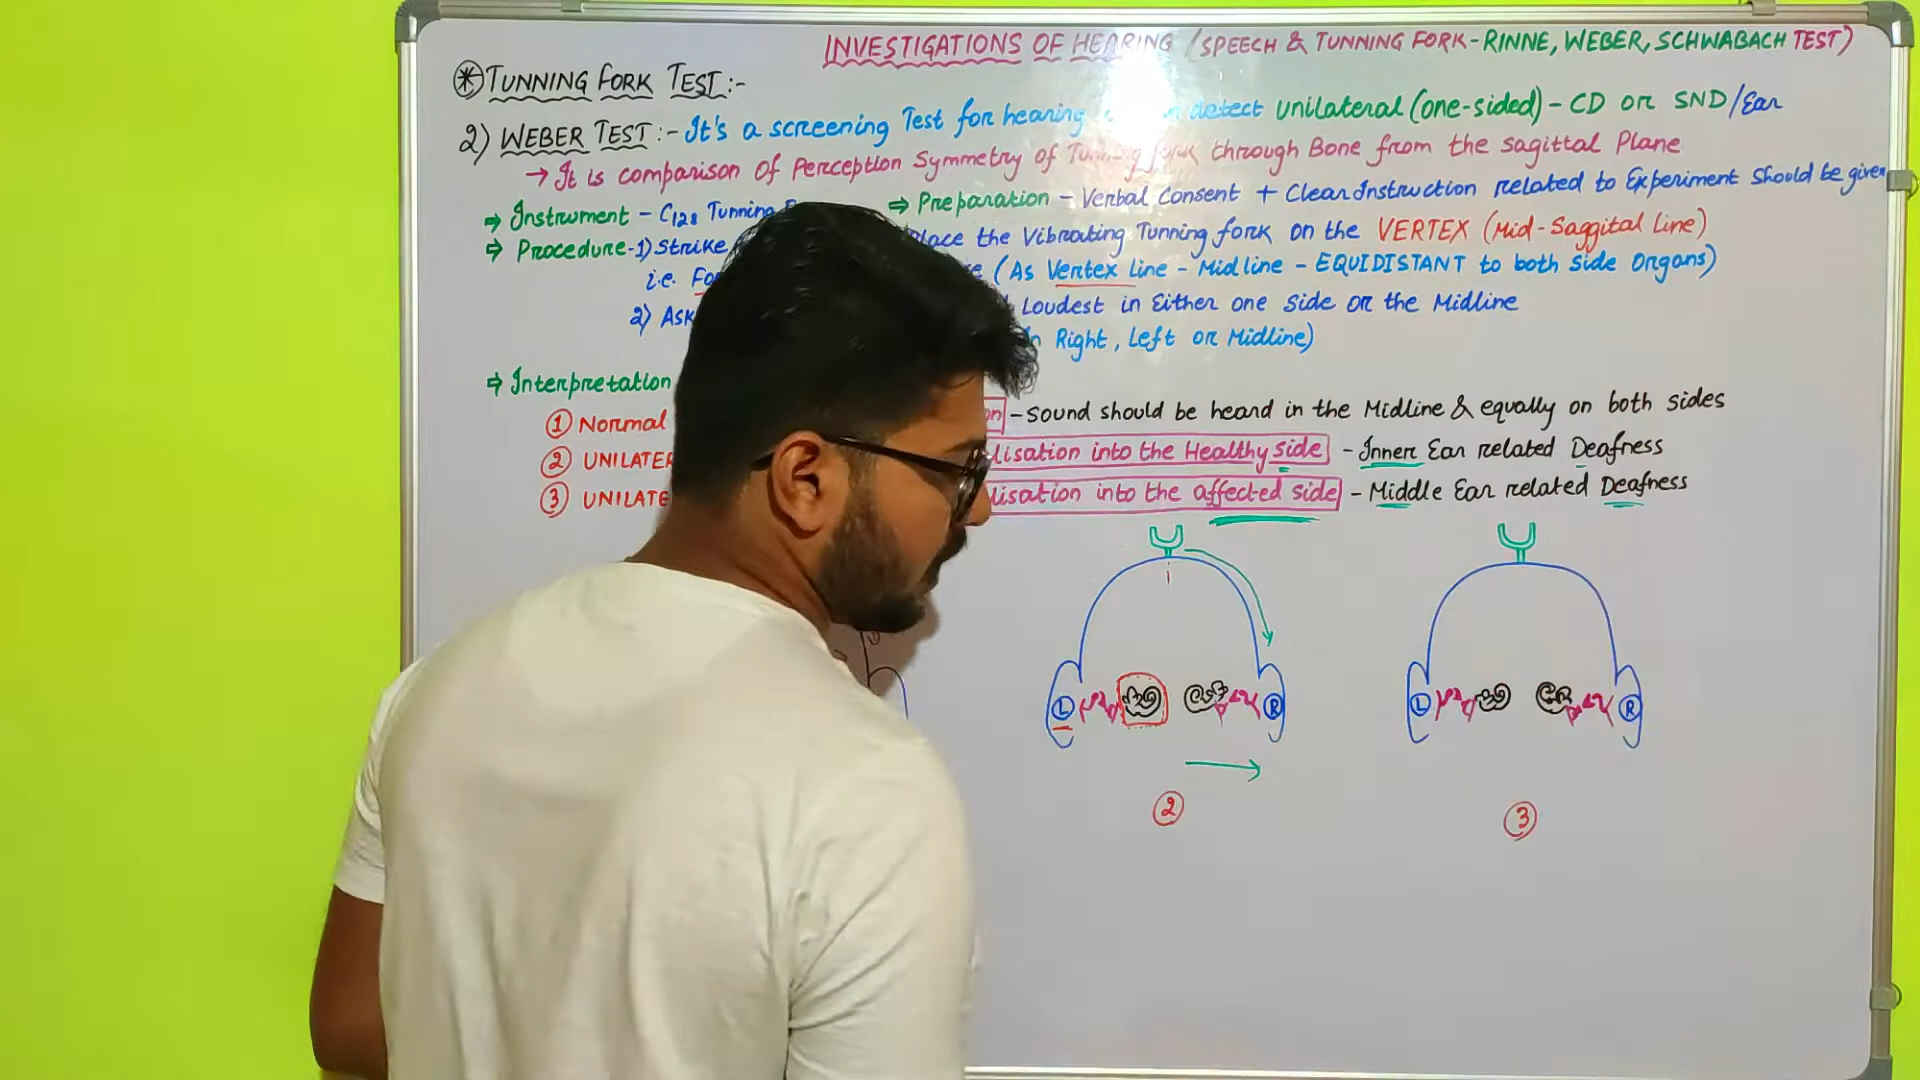 INVESTIGATIONS OF HEARING (SPEECH & TUNNING FORK-RINNE, WEBER, SCHWABACH TEST)
* TUNNING FORK TEST:-
2) WEBER TEST:- It's a screening Test for hearing detect unilateral (one-sided) - CD or SND/Ear
→ It is comparison of Perception Symmetry of Tunning fork through Bone from the sagittal Plane
⇒ Instrument - C128 Tunning ⇒ Preparation - Verbal Consent + Clear Instruction related to Experiment Should be given
⇒ Procedure-1) Strike place the Vibrating Tunning fork on the VERTEX (Mid-Saggital Line)
i.e. (As Vertex Line - Midline - EQUIDISTANT to both side Organs)
2) Ask Loudest in Either one side or the Midline
Right, Left or Midline)
⇒ Interpretation
① Normal - Sound should be heard in the Midline & equally on both sides
② lisation into the Healthy side - Inner Ear related Deafness
③ lisation into the affected side - Middle Ear related Deafness
L R L R
② ③